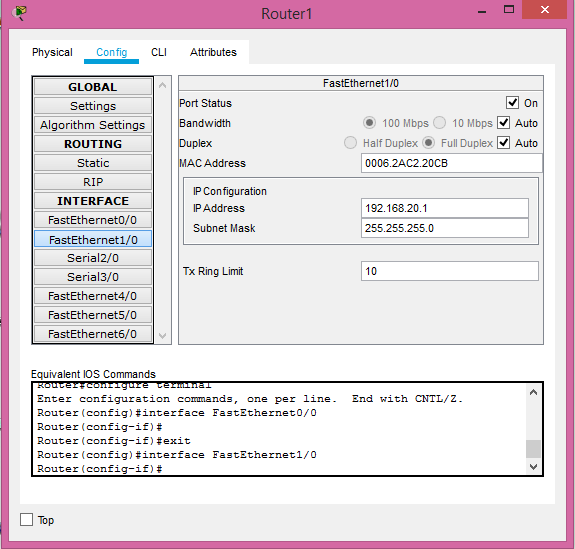 Router1
Physical Config CLI Attributes
GLOBAL
Settings
Algorithm Settings
ROUTING
Static
RIP
INTERFACE
FastEthernet0/0
FastEthernet1/0
Serial2/0
Serial3/0
FastEthernet4/0
FastEthernet5/0
FastEthernet6/0
FastEthernet1/0
Port Status On
Bandwidth 100 Mbps 10 Mbps Auto
Duplex Half Duplex Full Duplex Auto
MAC Address 0006.2AC2.20CB
IP Configuration
IP Address 192.168.20.1
Subnet Mask 255.255.255.0
Tx Ring Limit 10
Equivalent IOS Commands
Router#configure terminal
Enter configuration commands, one per line. End with CNTL/Z.
Router(config)#interface FastEthernet0/0
Router(config-if)#
Router(config-if)#exit
Router(config)#interface FastEthernet1/0
Router(config-if)#
Top